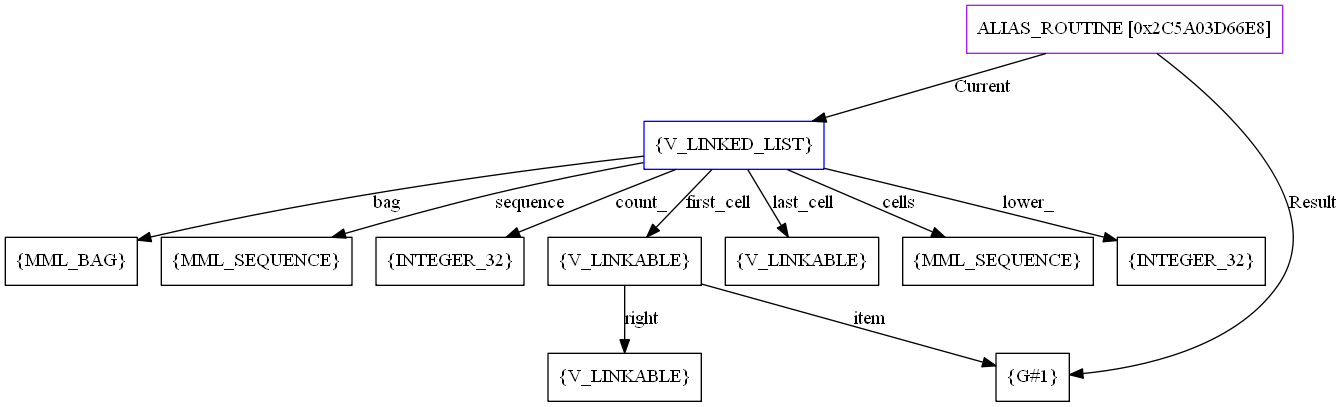 ALIAS_ROUTINE [0x2C5A03D66E8]
Current
{V_LINKED_LIST}
bag
sequence
count_
first_cell
last_cell
cells
lower_
Result
{MML_BAG}
{MML_SEQUENCE}
{INTEGER_32}
{V_LINKABLE}
{V_LINKABLE}
{MML_SEQUENCE}
{INTEGER_32}
right
item
{V_LINKABLE}
{G#1}